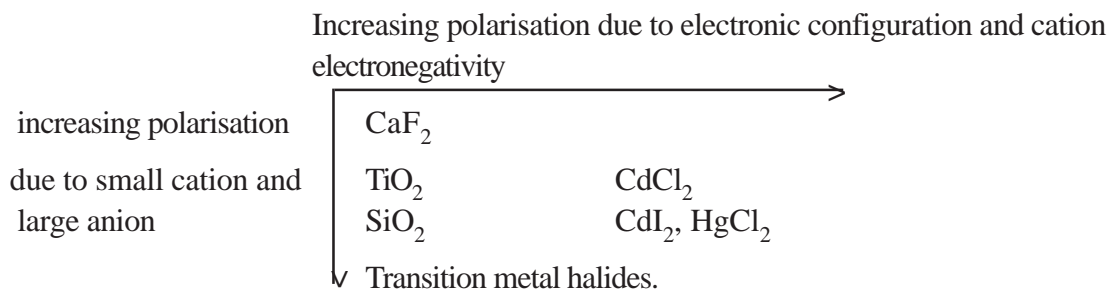 Increasing polarisation due to electronic configuration and cation
electronegativity
increasing polarisation CaF₂
due to small cation and TiO₂ CdCl₂
large anion SiO₂ CdI₂, HgCl₂
Transition metal halides.